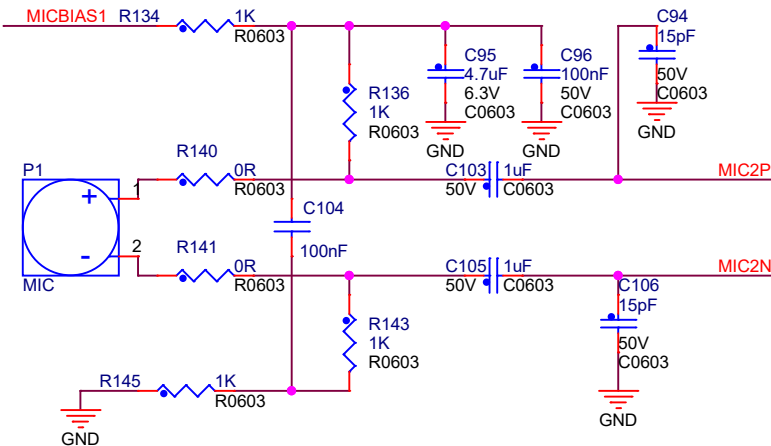 MICBIAS1 R134 1K
R0603
C94
15pF
50V
C0603
GND
C95
4.7uF
6.3V
C0603
GND
C96
100nF
50V
C0603
GND
R136
1K
R0603
R140
0R
R0603
P1
1
+
2
-
MIC
C103 1uF
50V C0603
MIC2P
C104
100nF
R141
0R
R0603
C105 1uF
50V C0603
MIC2N
C106
15pF
50V
C0603
GND
R143
1K
R0603
R145 1K
R0603
GND